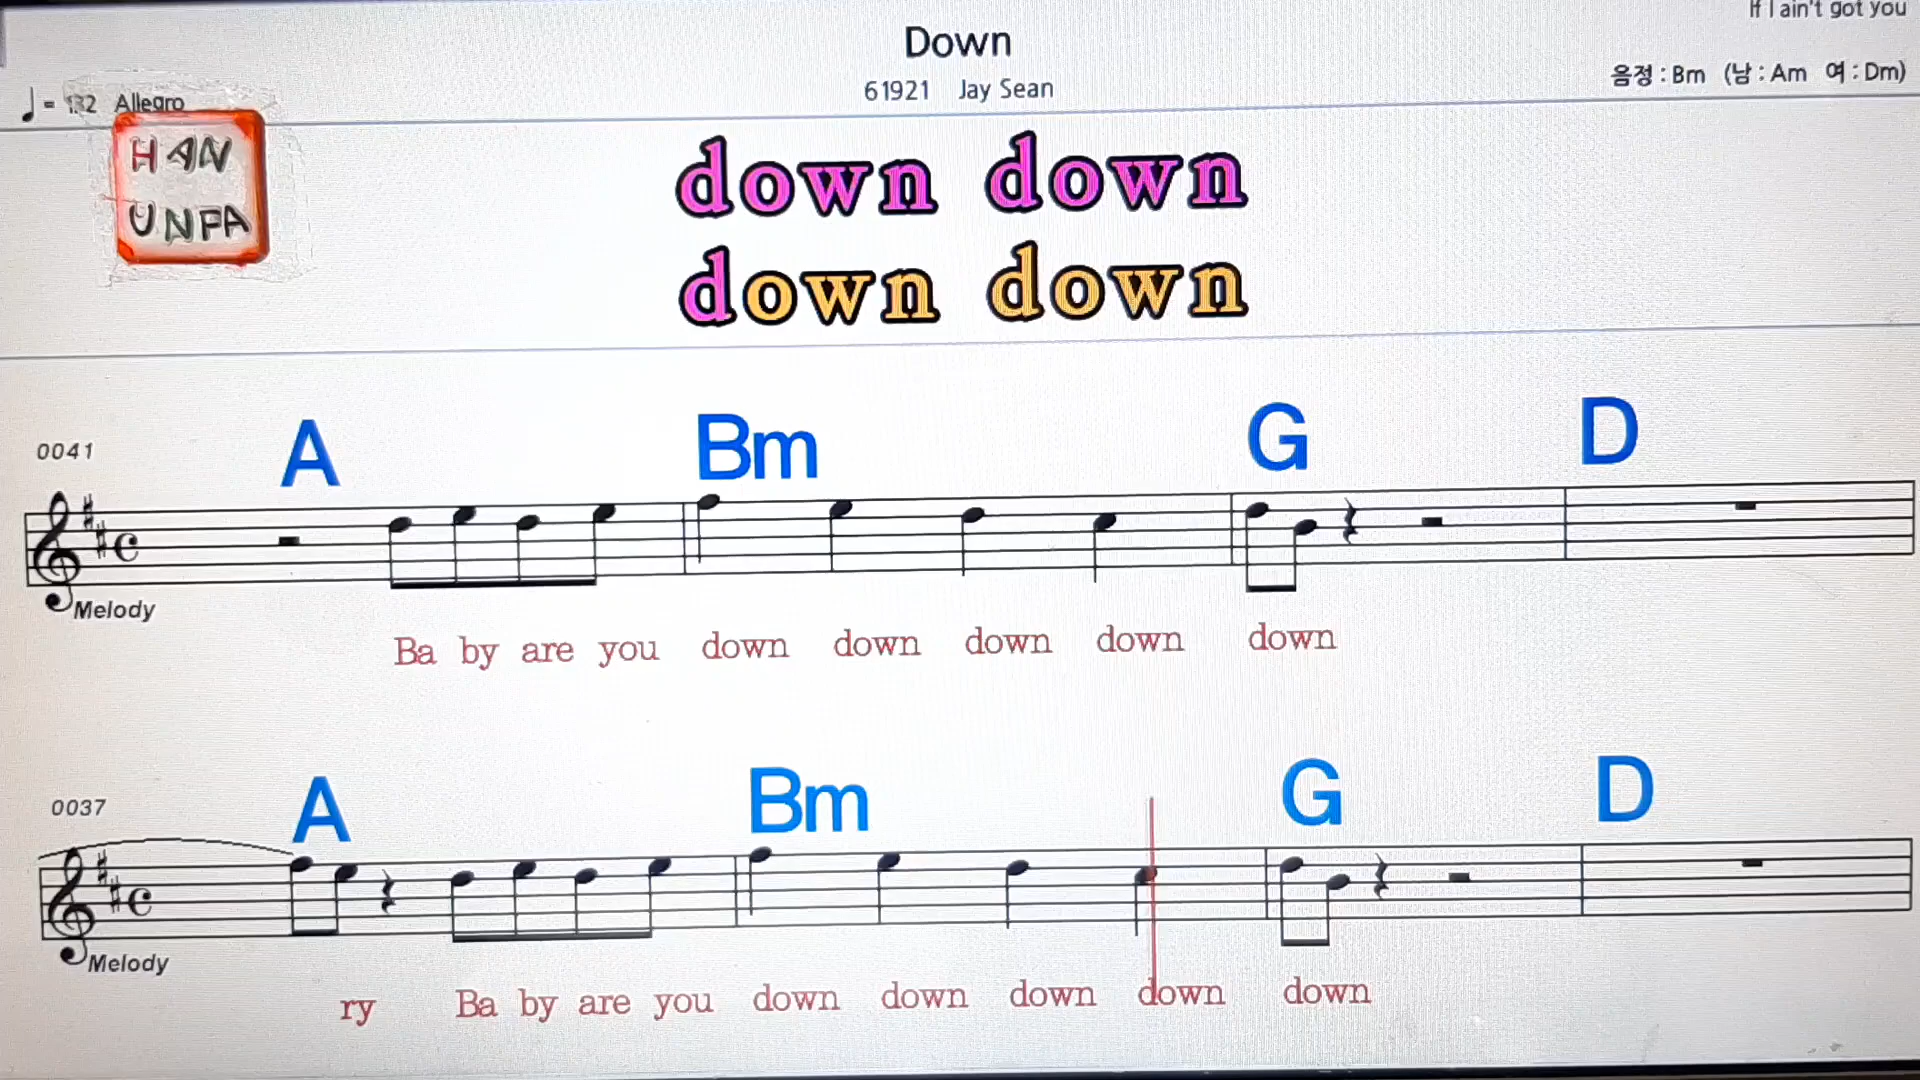 If I ain't got you
Down
61921 Jay Sean
음정 : Bm (남 : Am 여 : Dm)
♩ = 132 Allegro
HAN
UNFA
down down
down down
0041
A Bm G D
Melody
Ba by are you down down down down down
0037
A Bm G D
Melody
ry Ba by are you down down down down down